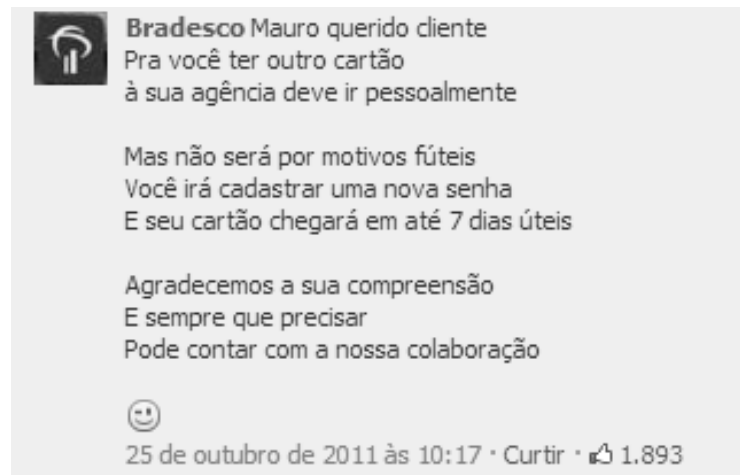 Bradesco Mauro querido cliente
Pra você ter outro cartão
à sua agência deve ir pessoalmente
Mas não será por motivos fúteis
Você irá cadastrar uma nova senha
E seu cartão chegará em até 7 dias úteis
Agradecemos a sua compreensão
E sempre que precisar
Pode contar com a nossa colaboração
25 de outubro de 2011 às 10:17 · Curtir · 1.893